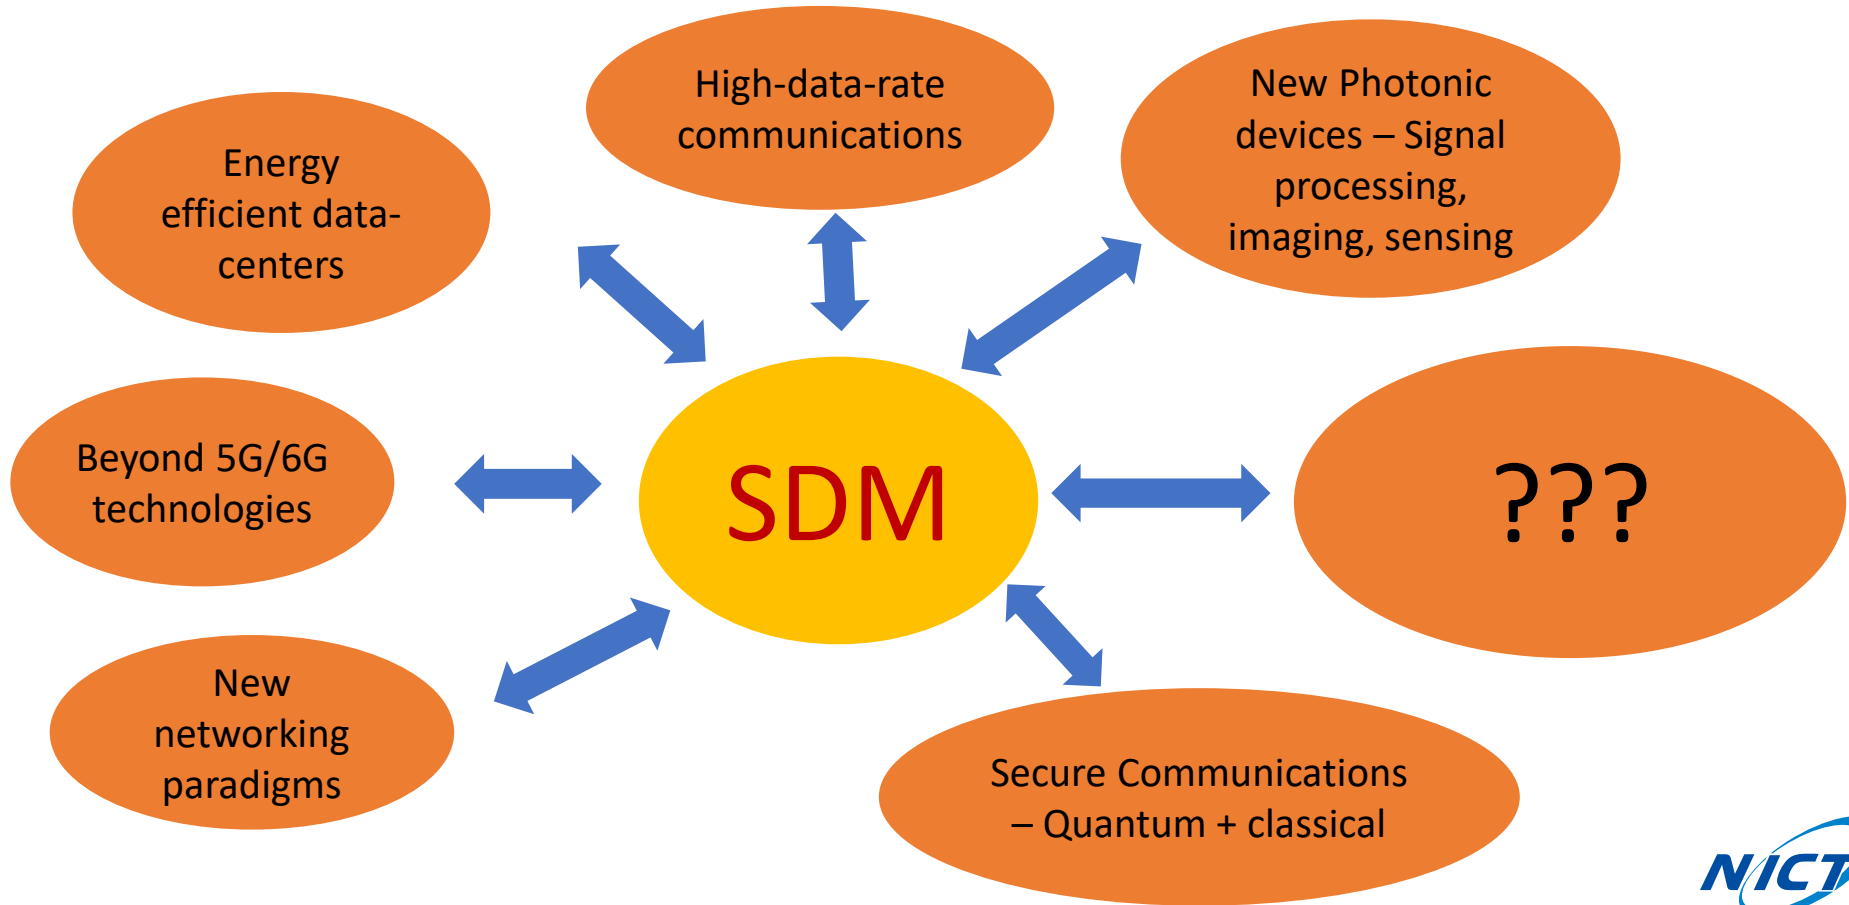 High-data-rate
communications
New Photonic
devices – Signal
processing,
imaging, sensing
Energy
efficient data-
centers
Beyond 5G/6G
technologies
SDM
???
New
networking
paradigms
Secure Communications
– Quantum + classical
NICT